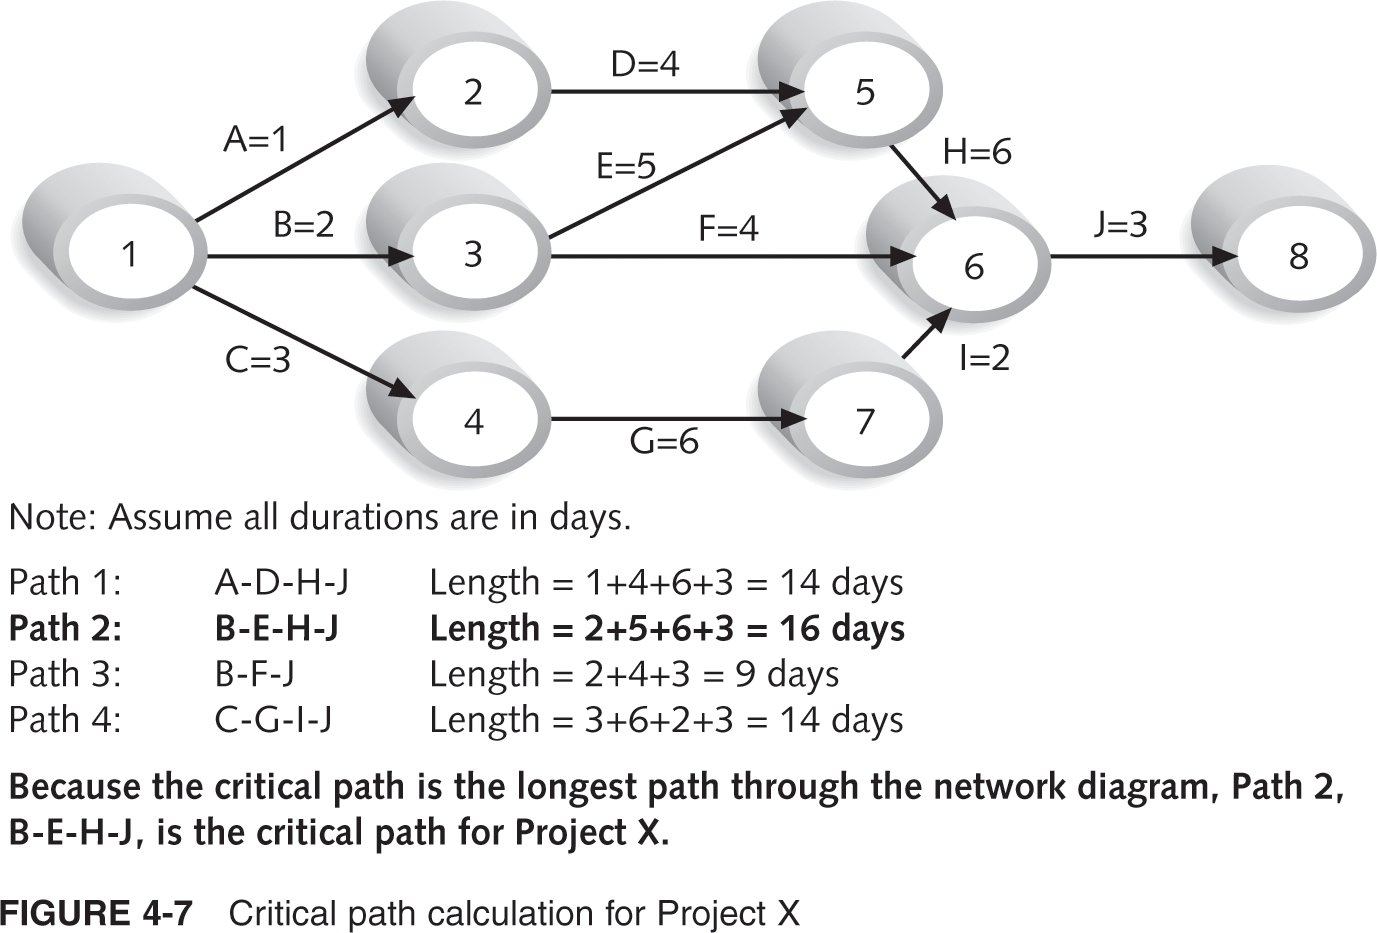 2
D=4
5
A=1
E=5
H=6
1
B=2
3
F=4
6
J=3
8
C=3
4
G=6
7
I=2
Note: Assume all durations are in days.
Path 1: A-D-H-J Length = 1+4+6+3 = 14 days
Path 2: B-E-H-J Length = 2+5+6+3 = 16 days
Path 3: B-F-J Length = 2+4+3 = 9 days
Path 4: C-G-I-J Length = 3+6+2+3 = 14 days
Because the critical path is the longest path through the network diagram, Path 2,
B-E-H-J, is the critical path for Project X.
FIGURE 4-7 Critical path calculation for Project X